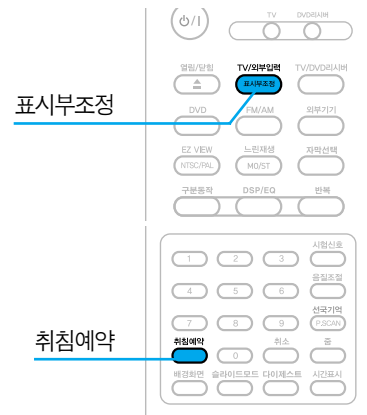 TV DVD리시버
열림/닫힘 TV/외부입력 TV/DVD리시버
표시부조정
표시부조정
DVD FM/AM 외부기기
EZ VIEW 느린재생 자막선택
NTSC/PAL MO/ST
구분동작 DSP/EQ 반복
시험신호
1 2 3
음질조절
4 5 6
선국기억
7 8 9 P.SCAN
취침예약 취소 줌
취침예약
0
배경화면 슬라이드모드 다이제스트 시간표시